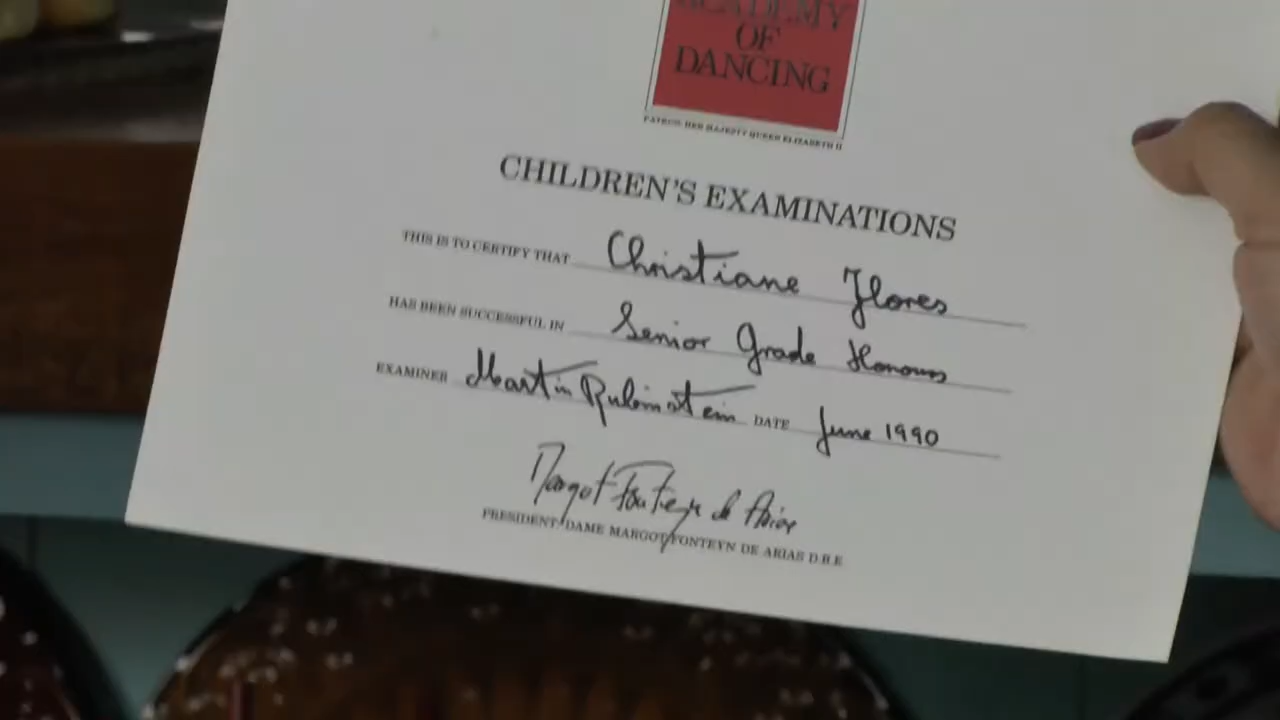 ACADEMY
OF
DANCING
PATRON: HER MAJESTY QUEEN ELIZABETH II
CHILDREN'S EXAMINATIONS
THIS IS TO CERTIFY THAT Christiane Flores
HAS BEEN SUCCESSFUL IN Senior Grade Honours
EXAMINER Martin Rubinstein DATE June 1990
Margot Fonteyn de Arias
PRESIDENT: DAME MARGOT FONTEYN DE ARIAS D.B.E